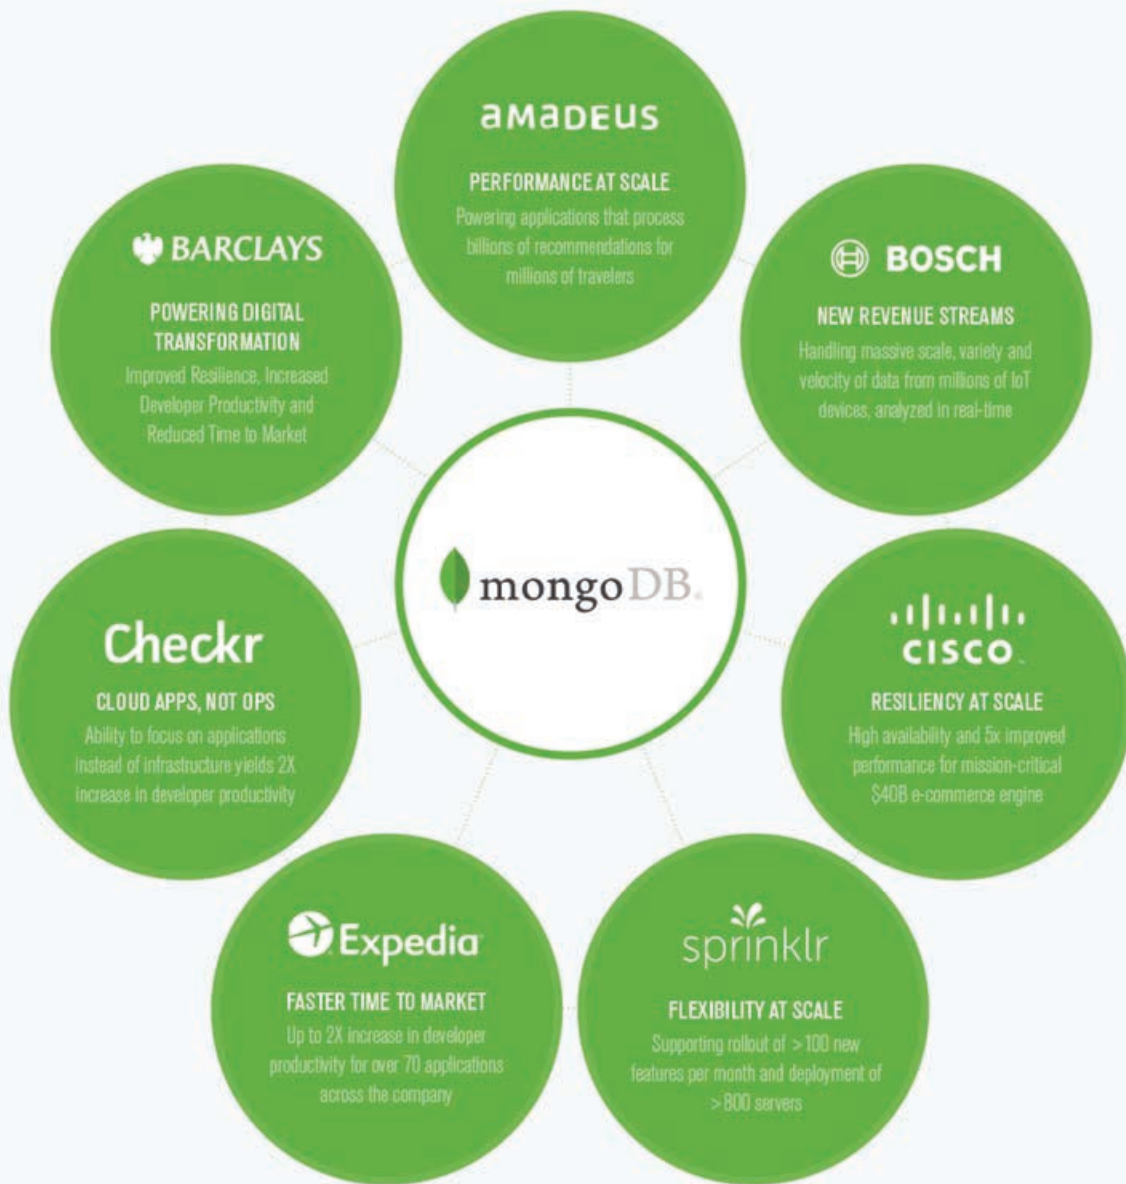 aMaDEUS
PERFORMANCE AT SCALE
Powering applications that process
billions of recommendations for
millions of travelers
BARCLAYS
POWERING DIGITAL
TRANSFORMATION
Improved Resilience, Increased
Developer Productivity and
Reduced Time to Market
BOSCH
NEW REVENUE STREAMS
Handling massive scale, variety and
velocity of data from millions of IoT
devices, analyzed in real-time
mongoDB®
Checkr
CLOUD APPS, NOT OPS
Ability to focus on applications
instead of infrastructure yields 2X
increase in developer productivity
CISCO™
RESILIENCY AT SCALE
High availability and 5x improved
performance for mission-critical
$40B e-commerce engine
Expedia
FASTER TIME TO MARKET
Up to 2X increase in developer
productivity for over 70 applications
across the company
sprinklr
FLEXIBILITY AT SCALE
Supporting rollout of >100 new
features per month and deployment of
>800 servers